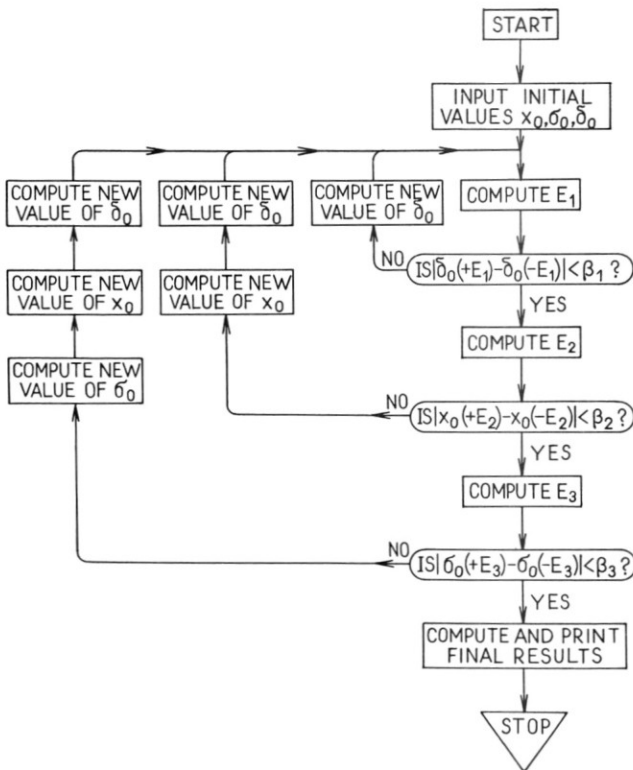 START
INPUT INITIAL
VALUES x₀,σ₀,δ₀
COMPUTE NEW
VALUE OF δ₀
COMPUTE NEW
VALUE OF δ₀
COMPUTE NEW
VALUE OF δ₀
COMPUTE E₁
NO
IS|δ₀(+E₁)-δ₀(-E₁)|<β₁?
YES
COMPUTE NEW
VALUE OF x₀
COMPUTE NEW
VALUE OF x₀
COMPUTE E₂
COMPUTE NEW
VALUE OF σ₀
NO
IS|x₀(+E₂)-x₀(-E₂)|<β₂?
YES
COMPUTE E₃
NO
IS|σ₀(+E₃)-σ₀(-E₃)|<β₃?
YES
COMPUTE AND PRINT
FINAL RESULTS
STOP